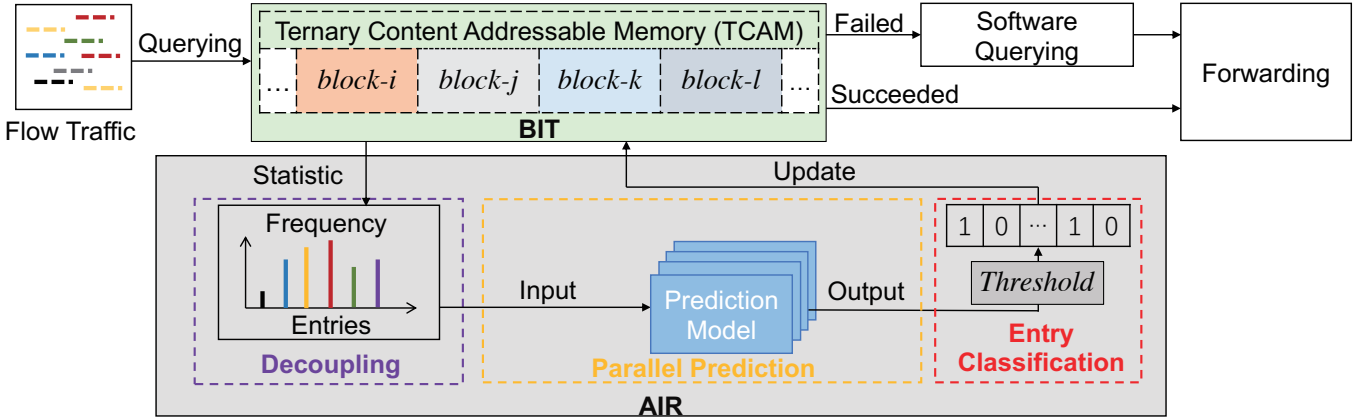 Flow Traffic
Querying
Ternary Content Addressable Memory (TCAM)
... block-i block-j block-k block-l ...
BIT
Failed
Software
Querying
Succeeded
Forwarding
Statistic
Update
Frequency
Entries
Decoupling
Input
Prediction
Model
Output
Parallel Prediction
1 0 ... 1 0
Threshold
Entry
Classification
AIR